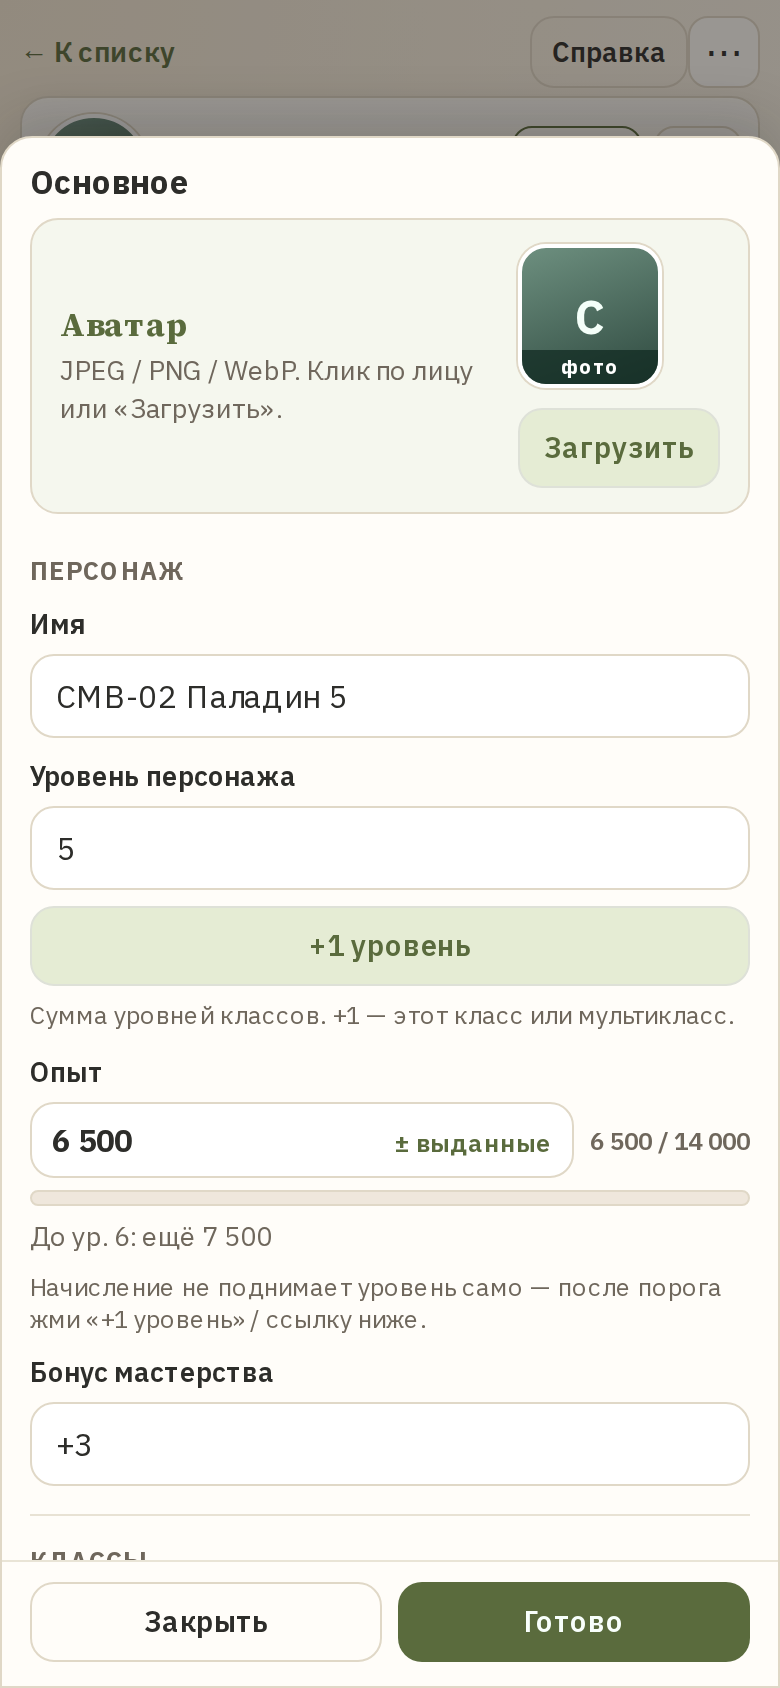 ← К списку
Справка
...
Основное
Аватар
JPEG / PNG / WebP. Клик по лицу
или «Загрузить».
С
фото
Загрузить
ПЕРСОНАЖ
Имя
СМВ-02 Паладин 5
Уровень персонажа
5
+1 уровень
Сумма уровней классов. +1 — этот класс или мультикласс.
Опыт
6 500
± выданные
6 500 / 14 000
До ур. 6: ещё 7 500
Начисление не поднимает уровень само — после порога
жми «+1 уровень» / ссылку ниже.
Бонус мастерства
+3
КЛАССЫ
Закрыть
Готово